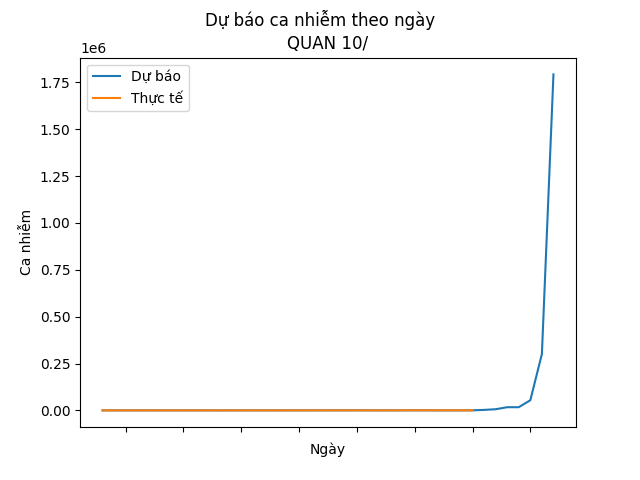 Dự báo ca nhiễm theo ngày
QUAN 10/
1e6
Dự báo
Thực tế
1.75
1.50
1.25
1.00
0.75
0.50
0.25
0.00
Ca nhiễm
Ngày